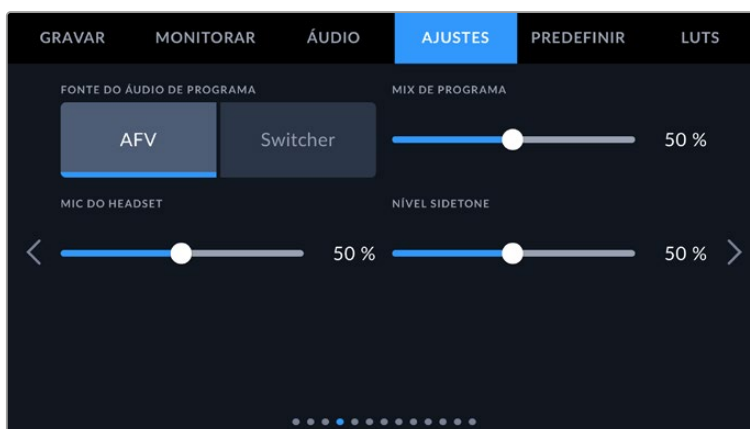 GRAVAR MONITORAR ÁUDIO AJUSTES PREDEFINIR LUTS
FONTE DO ÁUDIO DE PROGRAMA MIX DE PROGRAMA
AFV Switcher 50 %
MIC DO HEADSET NÍVEL SIDETONE
50 % 50 %